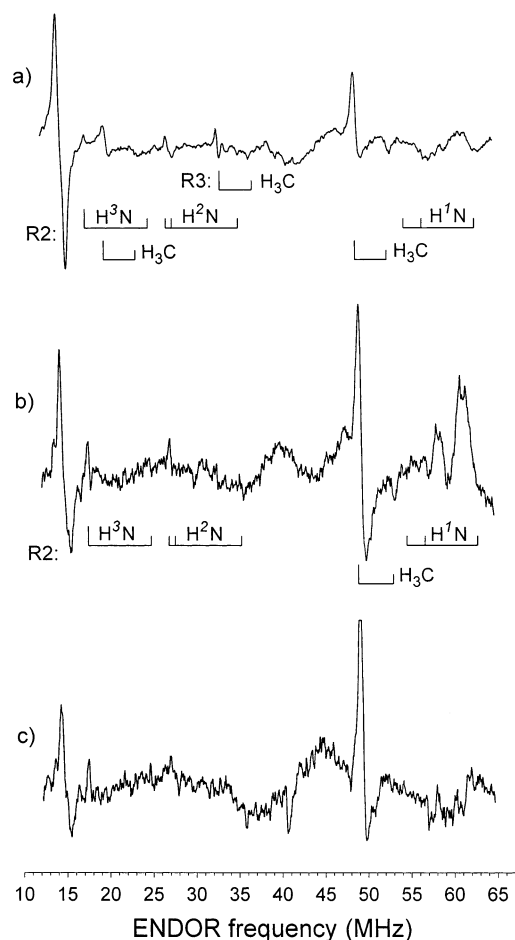 a)
R3: H₃C
H³N H²N H¹N
R2:
H₃C H₃C
b)
H³N H²N H¹N
R2:
H₃C
c)
10 15 20 25 30 35 40 45 50 55 60 65
ENDOR frequency (MHz)